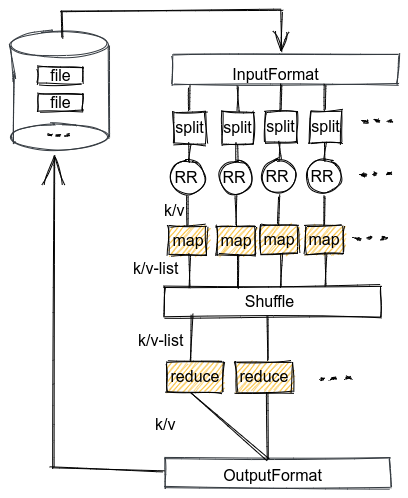 file
file
InputFormat
split split split split
RR RR RR RR
k/v
map map map map
k/v-list
Shuffle
k/v-list
reduce reduce
k/v
OutputFormat